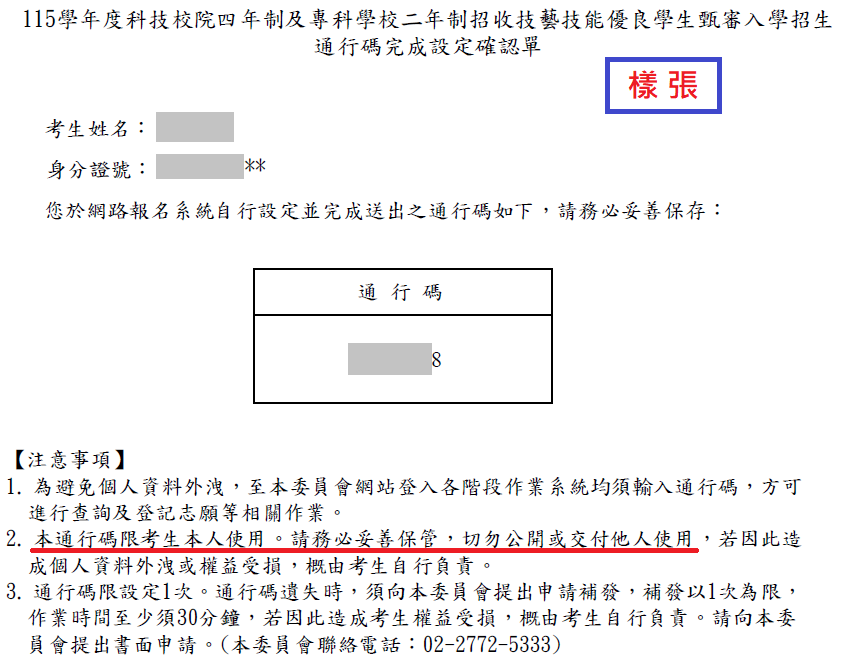 115學年度科技校院四年制及專科學校二年制招收技藝技能優良學生甄審入學招生
通行碼完成設定確認單
樣張
考生姓名：
身分證號： **
您於網路報名系統自行設定並完成送出之通行碼如下，請務必妥善保存：
通 行 碼
8
【注意事項】
1. 為避免個人資料外洩，至本委員會網站登入各階段作業系統均須輸入通行碼，方可
進行查詢及登記志願等相關作業。
2. 本通行碼限考生本人使用。請務必妥善保管，切勿公開或交付他人使用，若因此造
成個人資料外洩或權益受損，概由考生自行負責。
3. 通行碼限設定1次。通行碼遺失時，須向本委員會提出申請補發，補發以1次為限，
作業時間至少須30分鐘，若因此造成考生權益受損，概由考生自行負責。請向本委
員會提出書面申請。(本委員會聯絡電話：02-2772-5333)